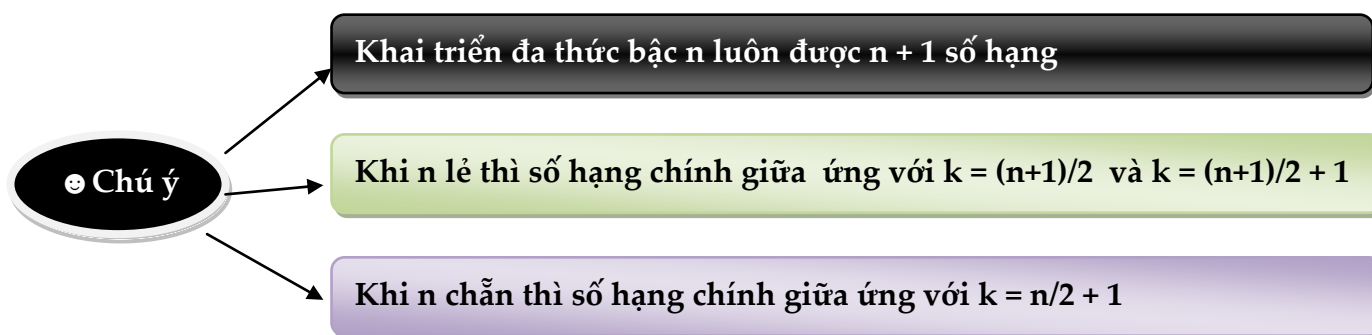 Khai triển đa thức bậc n luôn được n + 1 số hạng
☻Chú ý
Khi n lẻ thì số hạng chính giữa ứng với k = (n+1)/2 và k = (n+1)/2 + 1
Khi n chẵn thì số hạng chính giữa ứng với k = n/2 + 1